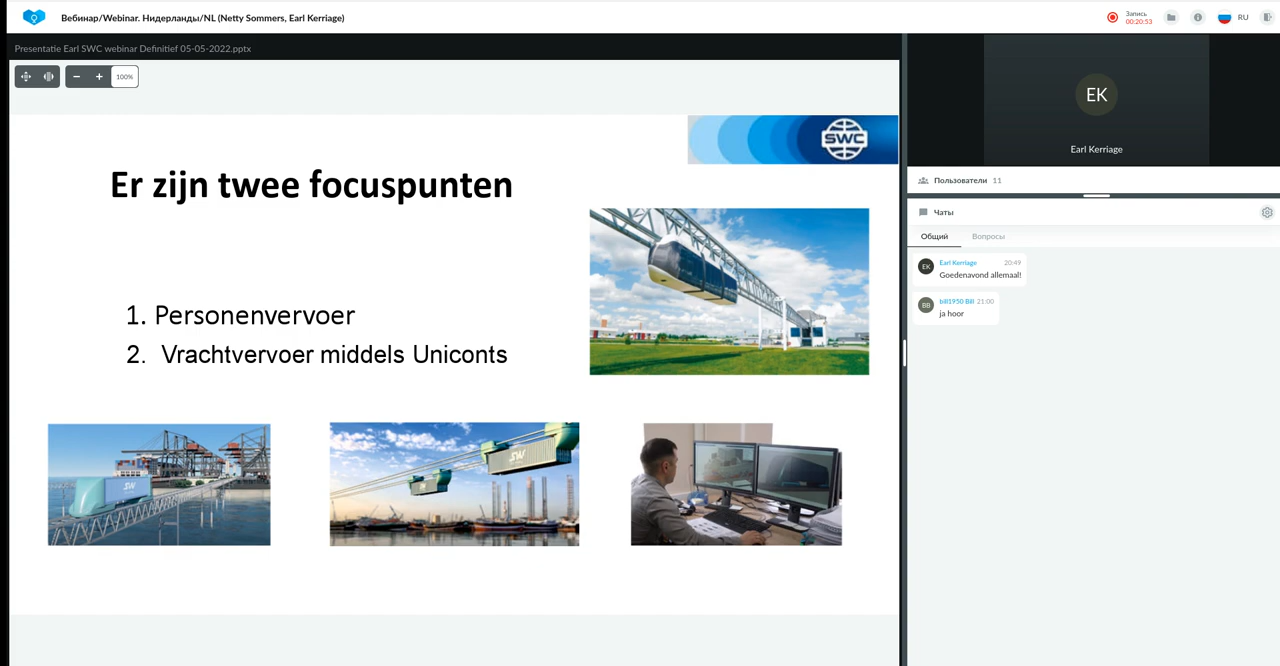 Вебинар/Webinar. Нидерланды/NL (Netty Sommers, Earl Kerriage)
Запись
00:20:53
RU
Presentatie Earl SWC webinar Definitief 05-05-2022.pptx
100%
SWC
Er zijn twee focuspunten
1. Personenvervoer
2. Vrachtvervoer middels Uniconts
SW
SW
EK
Earl Kerriage
Пользователи 11
Чаты
Общий
Вопросы
EK
Earl Kerriage 20:49
Goedenavond allemaal!
BB
bill1950 Bill 21:00
ja hoor